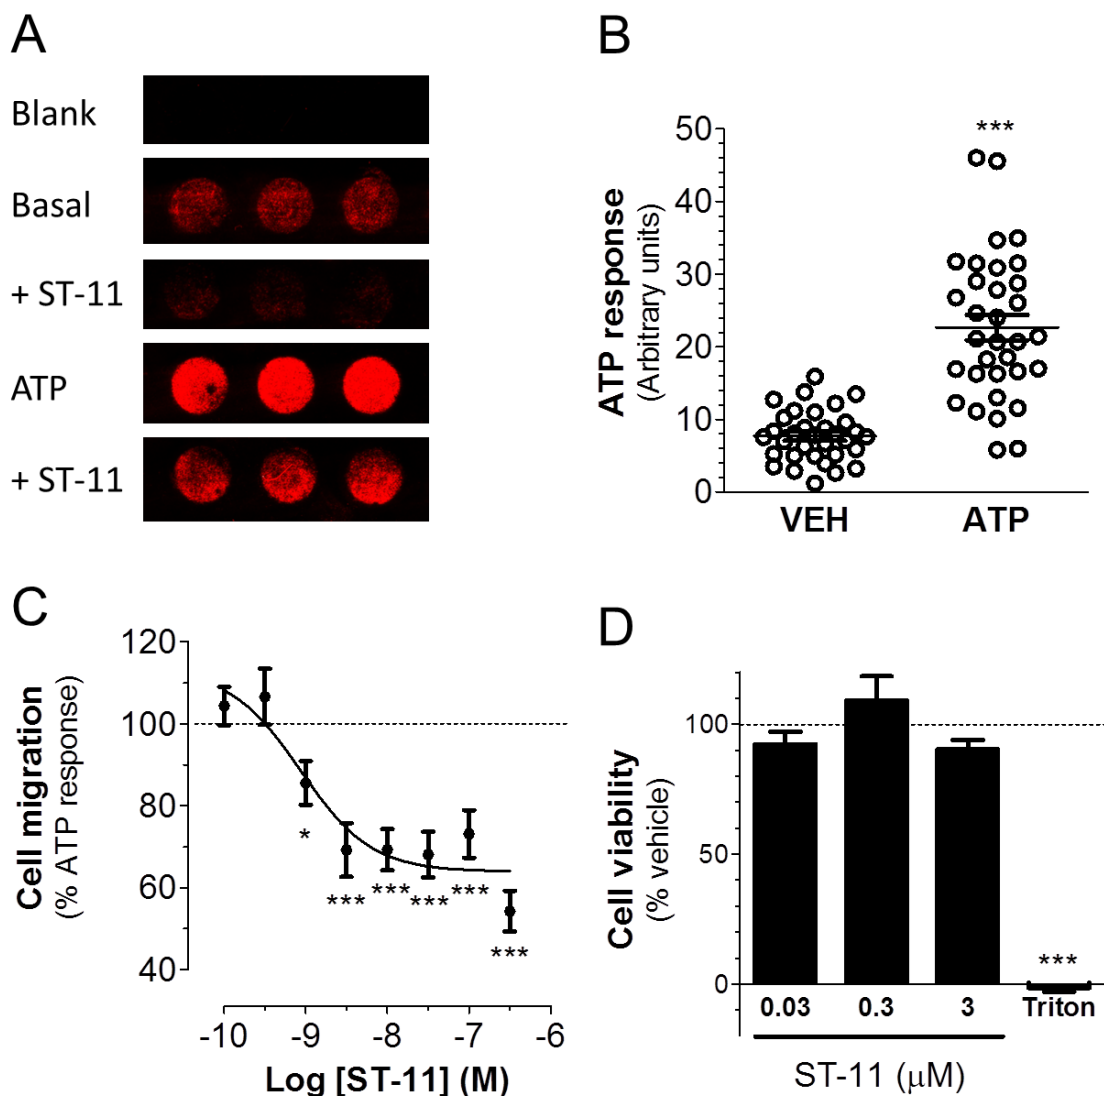 A
Blank
Basal
+ ST-11
ATP
+ ST-11
B
ATP response
(Arbitrary units)
50
40
30
20
10
0
***
VEH
ATP
C
Cell migration
(% ATP response)
120
100
80
60
40
*
***
***
***
***
***
-10
-9
-8
-7
-6
Log [ST-11] (M)
D
Cell viability
(% vehicle)
100
50
0
***
0.03
0.3
3
Triton
ST-11 (μM)